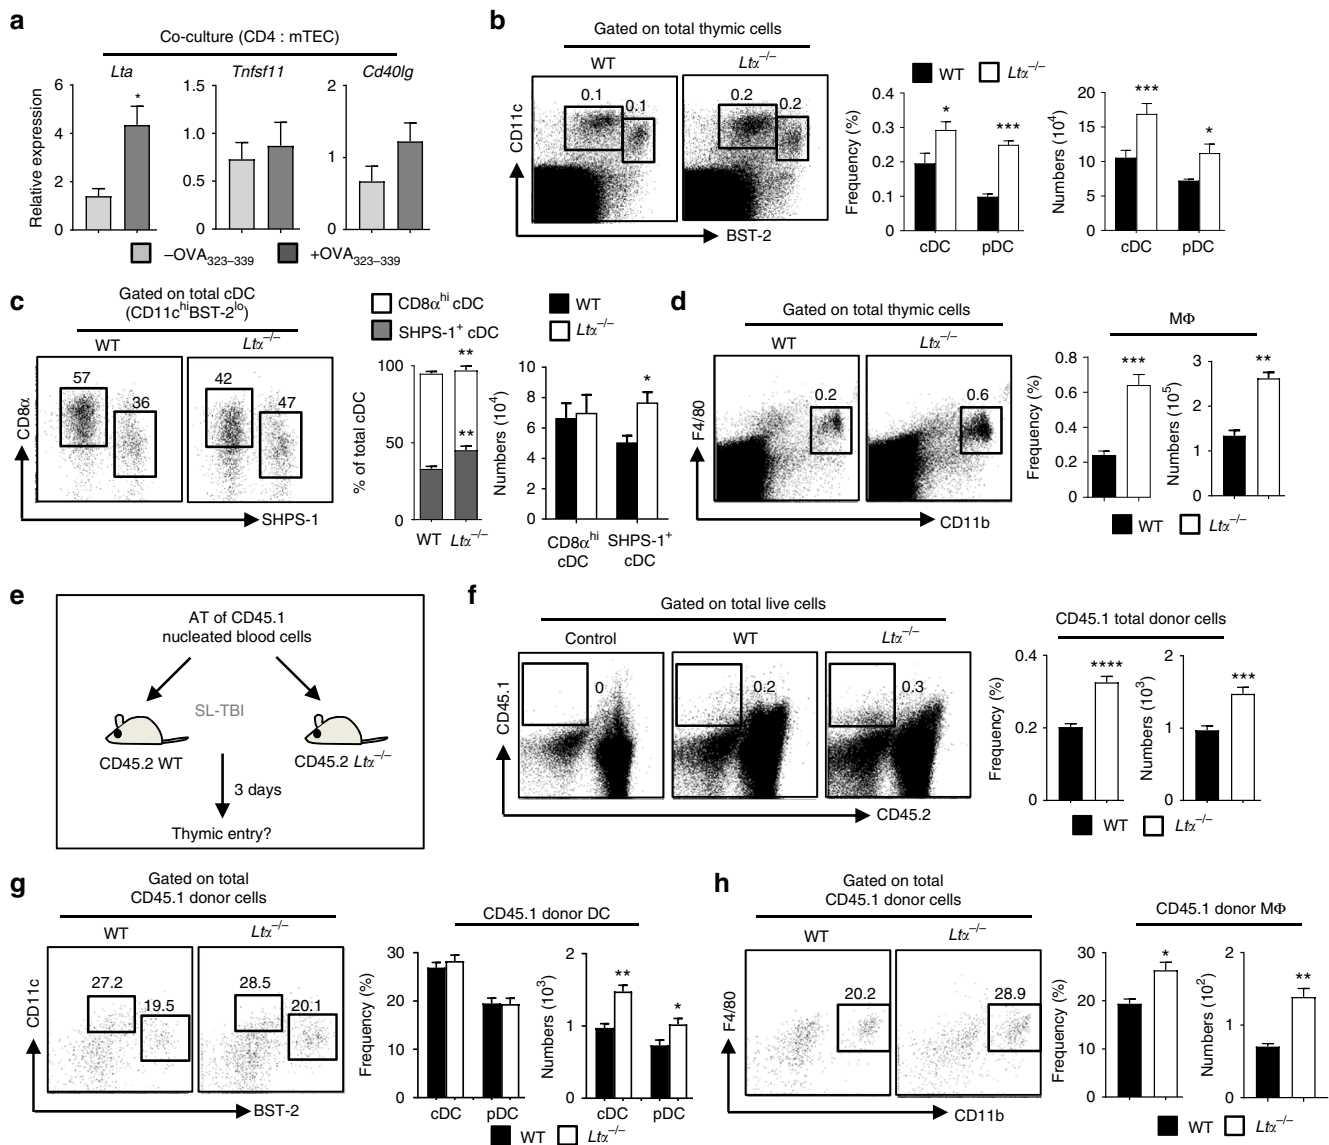 a
Co-culture (CD4 : mTEC)
Lta
Tnfsf11
Cd40lg
Relative expression
6
4
2
0
*
1.5
1.0
0.5
0
2
1
0
–OVA323–339
+OVA323–339
b
Gated on total thymic cells
WT
Ltα–/–
0.1
0.1
0.2
0.2
CD11c
BST-2
WT
Ltα–/–
Frequency (%)
0.4
0.3
0.2
0.1
0
*
***
cDC
pDC
Numbers (10⁴)
20
15
10
5
0
***
*
cDC
pDC
c
Gated on total cDC
(CD11chiBST-2lo)
WT
Ltα–/–
57
36
42
47
CD8α
SHPS-1
CD8αhi cDC
SHPS-1+ cDC
% of total cDC
100
50
0
**
**
WT
Ltα–/–
WT
Ltα–/–
Numbers (10⁴)
10
8
6
4
2
0
*
CD8αhi
cDC
SHPS-1+
cDC
d
Gated on total thymic cells
WT
Ltα–/–
0.2
0.6
F4/80
CD11b
MΦ
Frequency (%)
0.8
0.6
0.4
0.2
0
***
Numbers (10⁵)
3
2
1
0
**
WT
Ltα–/–
e
AT of CD45.1
nucleated blood cells
SL-TBI
CD45.2 WT
CD45.2 Ltα–/–
3 days
Thymic entry?
f
Gated on total live cells
Control
WT
Ltα–/–
0
0.2
0.3
CD45.1
CD45.2
CD45.1 total donor cells
Frequency (%)
0.4
0.2
0
****
Numbers (10³)
2
1
0
***
WT
Ltα–/–
g
Gated on total
CD45.1 donor cells
WT
Ltα–/–
27.2
19.5
28.5
20.1
CD11c
BST-2
CD45.1 donor DC
Frequency (%)
30
20
10
0
cDC
pDC
Numbers (10³)
2
1
0
**
*
cDC
pDC
WT
Ltα–/–
h
Gated on total
CD45.1 donor cells
WT
Ltα–/–
20.2
28.9
F4/80
CD11b
CD45.1 donor MΦ
Frequency (%)
30
20
10
0
*
Numbers (10²)
2
1
0
**
WT
Ltα–/–